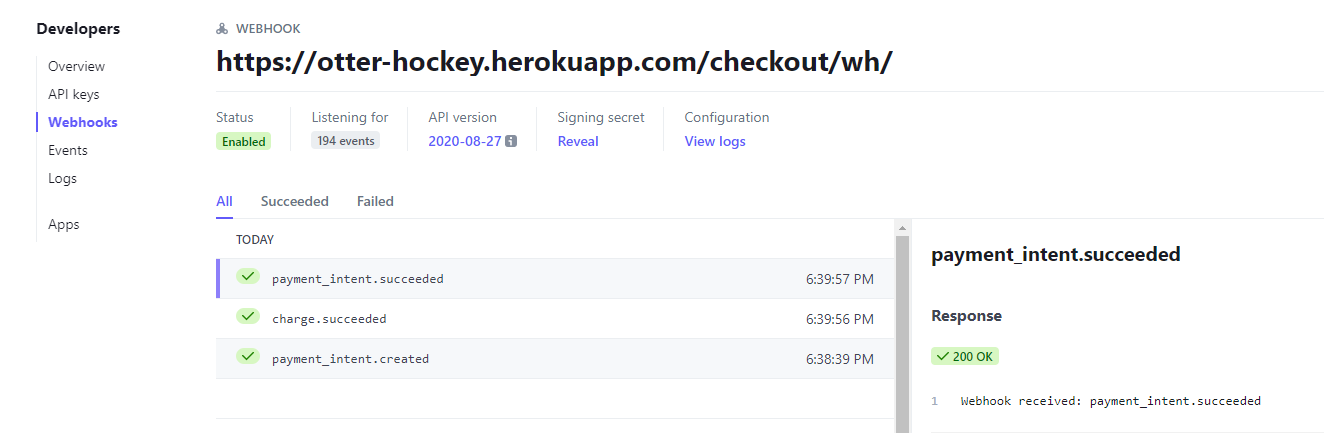 Developers
Overview
API keys
Webhooks
Events
Logs
Apps
WEBHOOK
https://otter-hockey.herokuapp.com/checkout/wh/
Status
Enabled
Listening for
194 events
API version
2020-08-27
Signing secret
Reveal
Configuration
View logs
All Succeeded Failed
TODAY
payment_intent.succeeded 6:39:57 PM
charge.succeeded 6:39:56 PM
payment_intent.created 6:38:39 PM
payment_intent.succeeded
Response
200 OK
1 Webhook received: payment_intent.succeeded